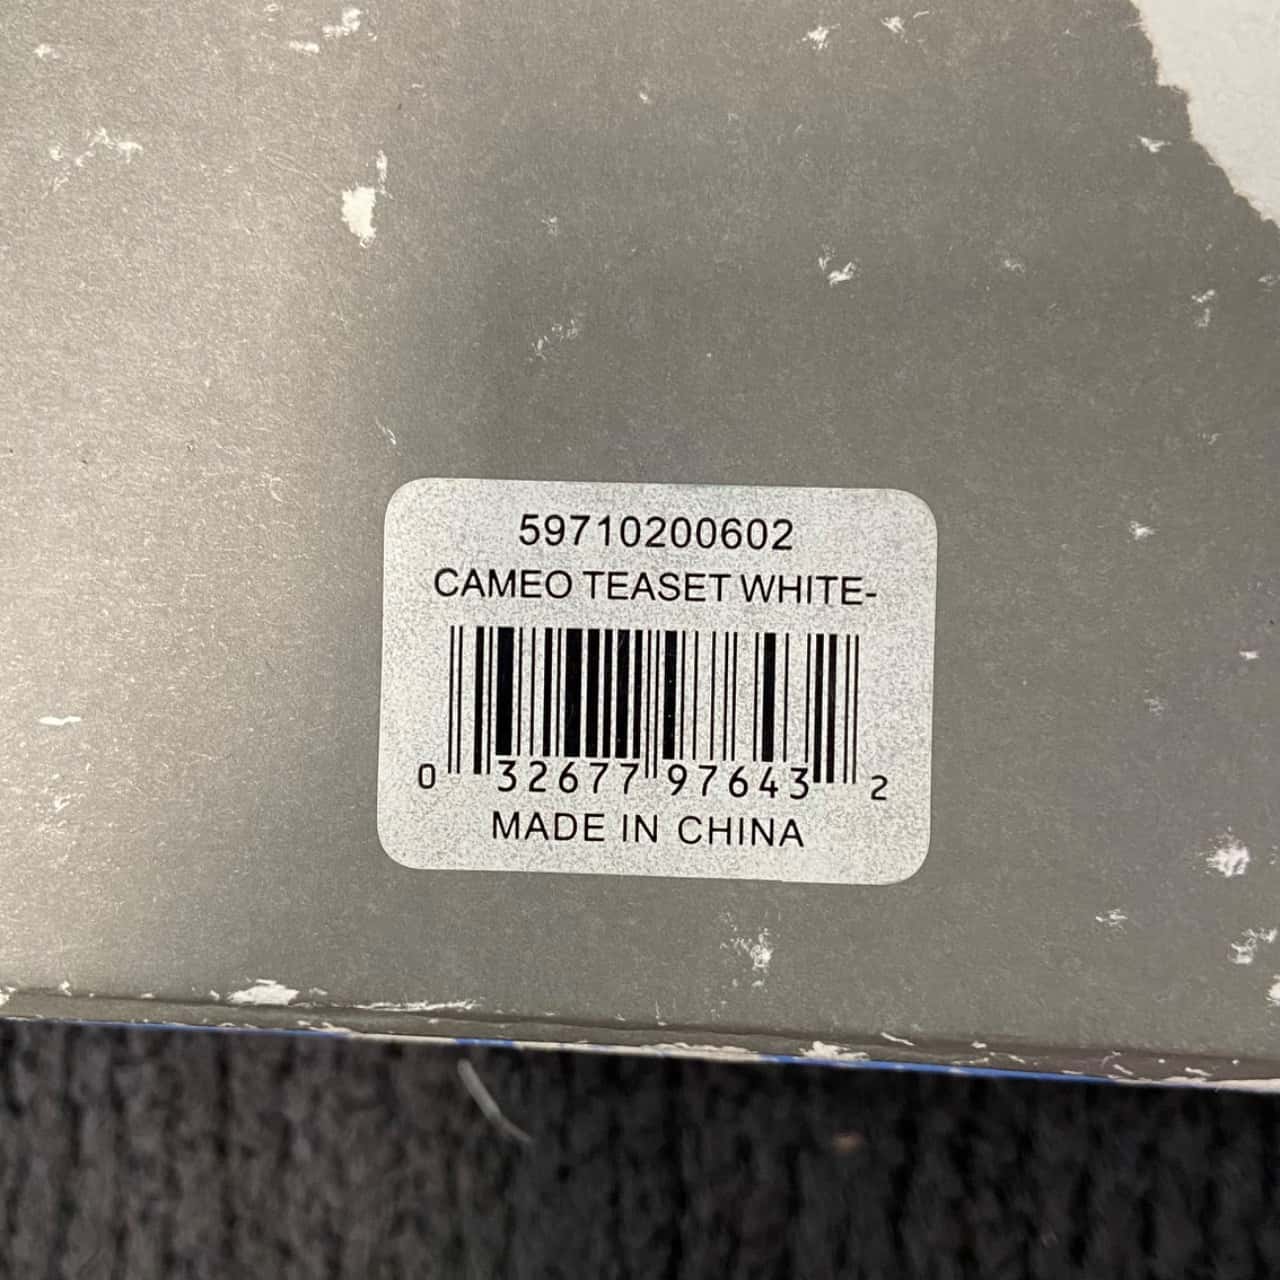 59710200602
CAMEO TEASET WHITE-
0 32677 97643 2
MADE IN CHINA